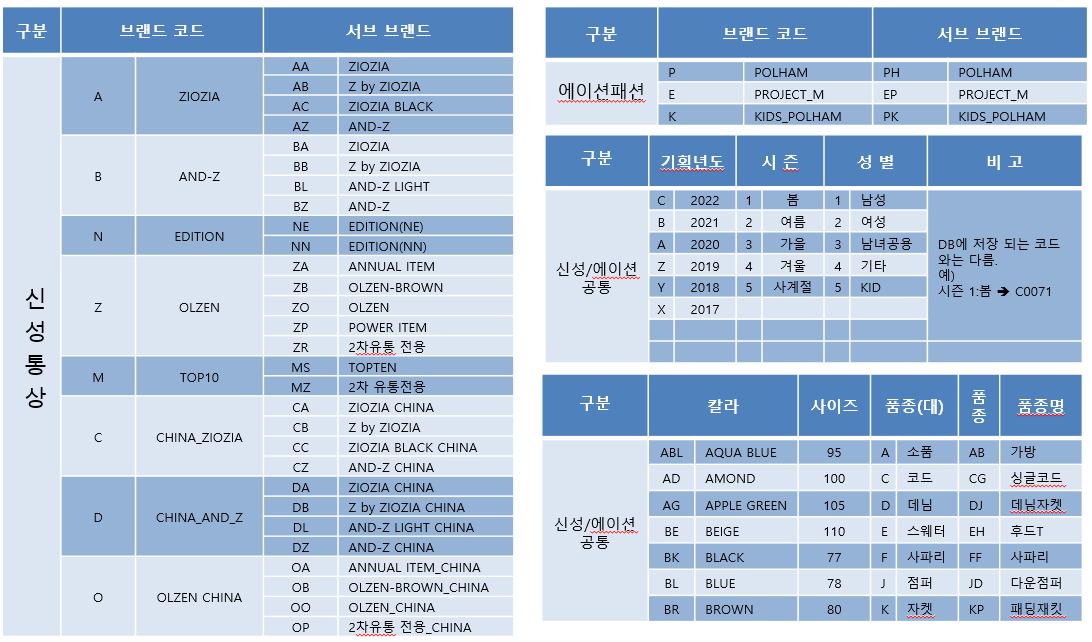 구분 브랜드 코드 서브 브랜드
신성통상
A ZIOZIA
AA ZIOZIA
AB Z by ZIOZIA
AC ZIOZIA BLACK
AZ AND-Z
B AND-Z
BA ZIOZIA
BB Z by ZIOZIA
BL AND-Z LIGHT
BZ AND-Z
N EDITION
NE EDITION(NE)
NN EDITION(NN)
Z OLZEN
ZA ANNUAL ITEM
ZB OLZEN-BROWN
ZO OLZEN
ZP POWER ITEM
ZR 2차유통 전용
M TOP10
MS TOPTEN
MZ 2차 유통전용
C CHINA_ZIOZIA
CA ZIOZIA CHINA
CB Z by ZIOZIA
CC ZIOZIA BLACK CHINA
CZ AND-Z CHINA
D CHINA_AND_Z
DA ZIOZIA CHINA
DB Z by ZIOZIA CHINA
DL AND-Z LIGHT CHINA
DZ AND-Z CHINA
O OLZEN CHINA
OA ANNUAL ITEM_CHINA
OB OLZEN-BROWN_CHINA
OO OLZEN_CHINA
OP 2차유통 전용_CHINA
구분 브랜드 코드 서브 브랜드
에이션패션
P POLHAM PH POLHAM
E PROJECT_M EP PROJECT_M
K KIDS_POLHAM PK KIDS_POLHAM
구분 기획년도 시 즌 성 별 비 고
신성/에이션
공통
C 2022 1 봄 1 남성
B 2021 2 여름 2 여성
A 2020 3 가을 3 남녀공용
Z 2019 4 겨울 4 기타
Y 2018 5 사계절 5 KID
X 2017
DB에 저장 되는 코드
와는 다름.
예)
시즌 1:봄 ➔ C0071
구분 칼라 사이즈 품종(대) 품종 품종명
신성/에이션
공통
ABL AQUA BLUE 95 A 소품 AB 가방
AD AMOND 100 C 코드 CG 싱글코드
AG APPLE GREEN 105 D 데님 DJ 데님자켓
BE BEIGE 110 E 스웨터 EH 후드T
BK BLACK 77 F 사파리 FF 사파리
BL BLUE 78 J 점퍼 JD 다운점퍼
BR BROWN 80 K 자켓 KP 패딩재킷